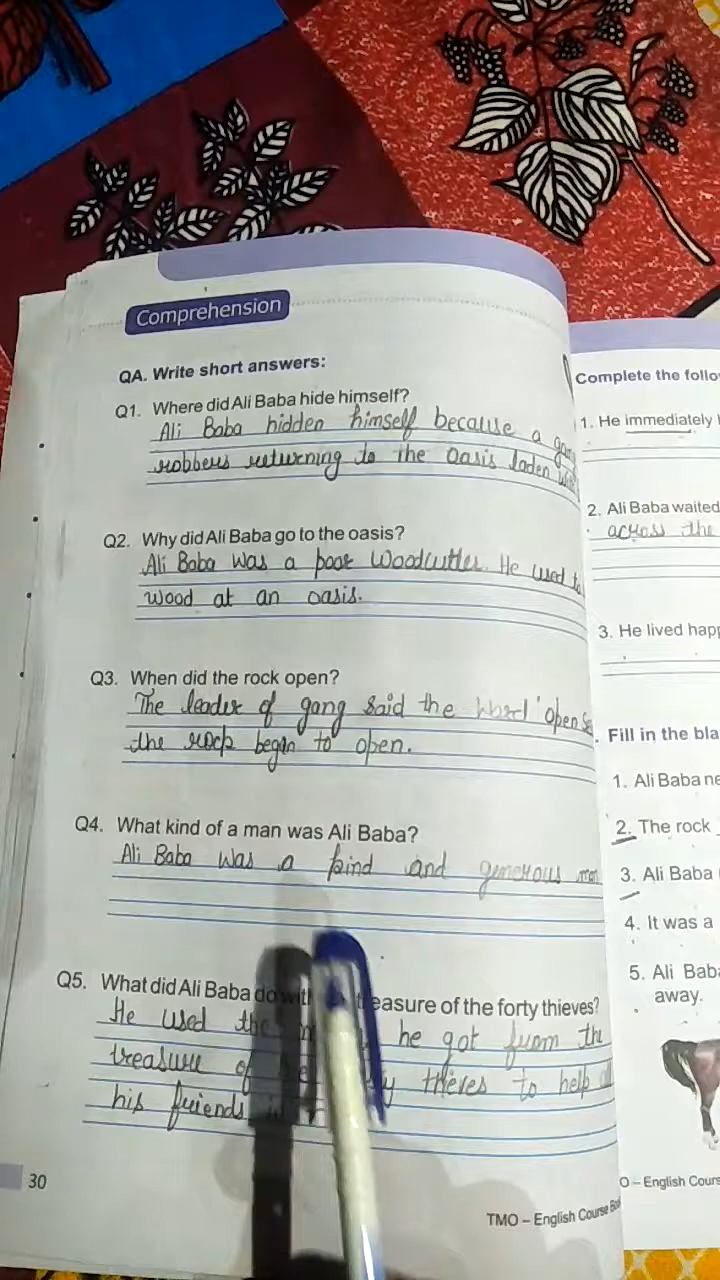 Comprehension
QA. Write short answers:
Q1. Where did Ali Baba hide himself?
Ali Baba hidden himself because a gang
robbers returning to the oasis laden
Q2. Why did Ali Baba go to the oasis?
Ali Baba was a poor woodcutter. He used to
wood at an oasis.
Q3. When did the rock open?
The leader of gang said the word 'open
the rock began to open.
Q4. What kind of a man was Ali Baba?
Ali Baba was a kind and generous man
Q5. What did Ali Baba do with treasure of the forty thieves?
He used the he got from the
treasure of thieves to help all
his friends
30
TMO – English Course
Complete the follo
1. He immediately
2. Ali Baba waited
across the
3. He lived happ
Fill in the bla
1. Ali Baba ne
2. The rock
3. Ali Baba
4. It was a
5. Ali Bab
away.
O – English Cours